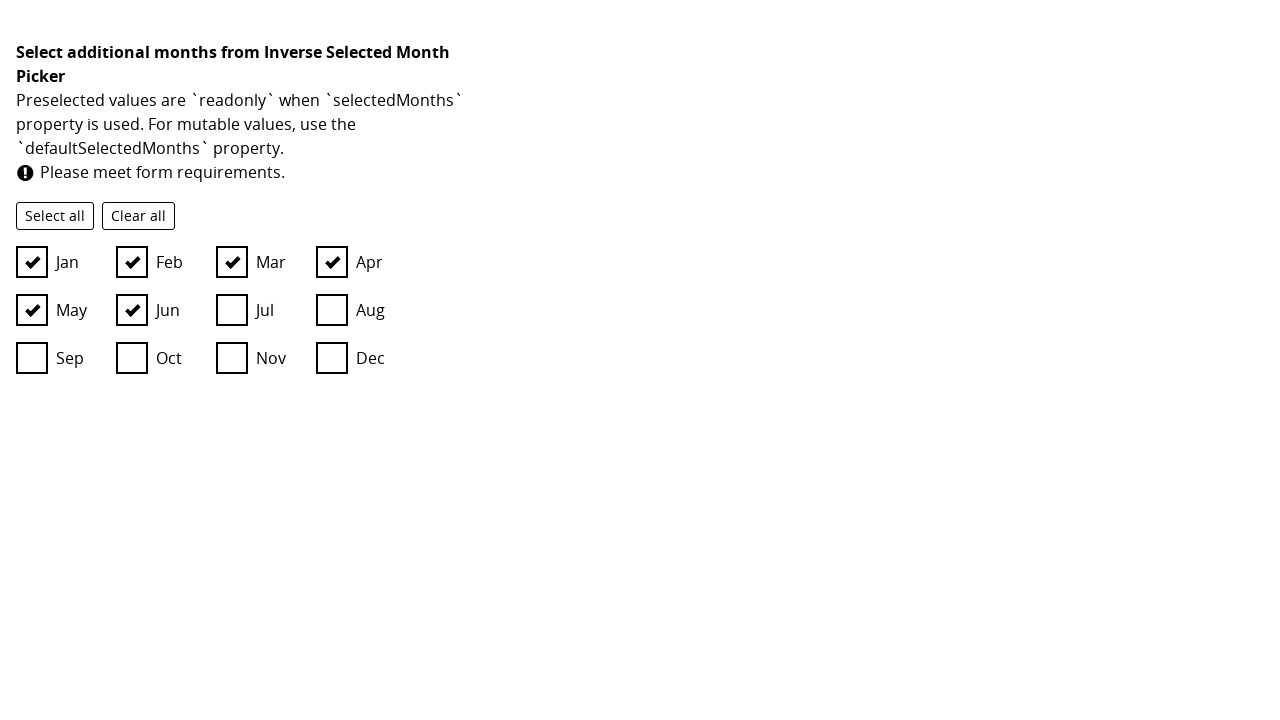 Select additional months from Inverse Selected Month
Picker
Preselected values are `readonly` when `selectedMonths`
property is used. For mutable values, use the
`defaultSelectedMonths` property.
Please meet form requirements.
Select all Clear all
Jan Feb Mar Apr
May Jun Jul Aug
Sep Oct Nov Dec